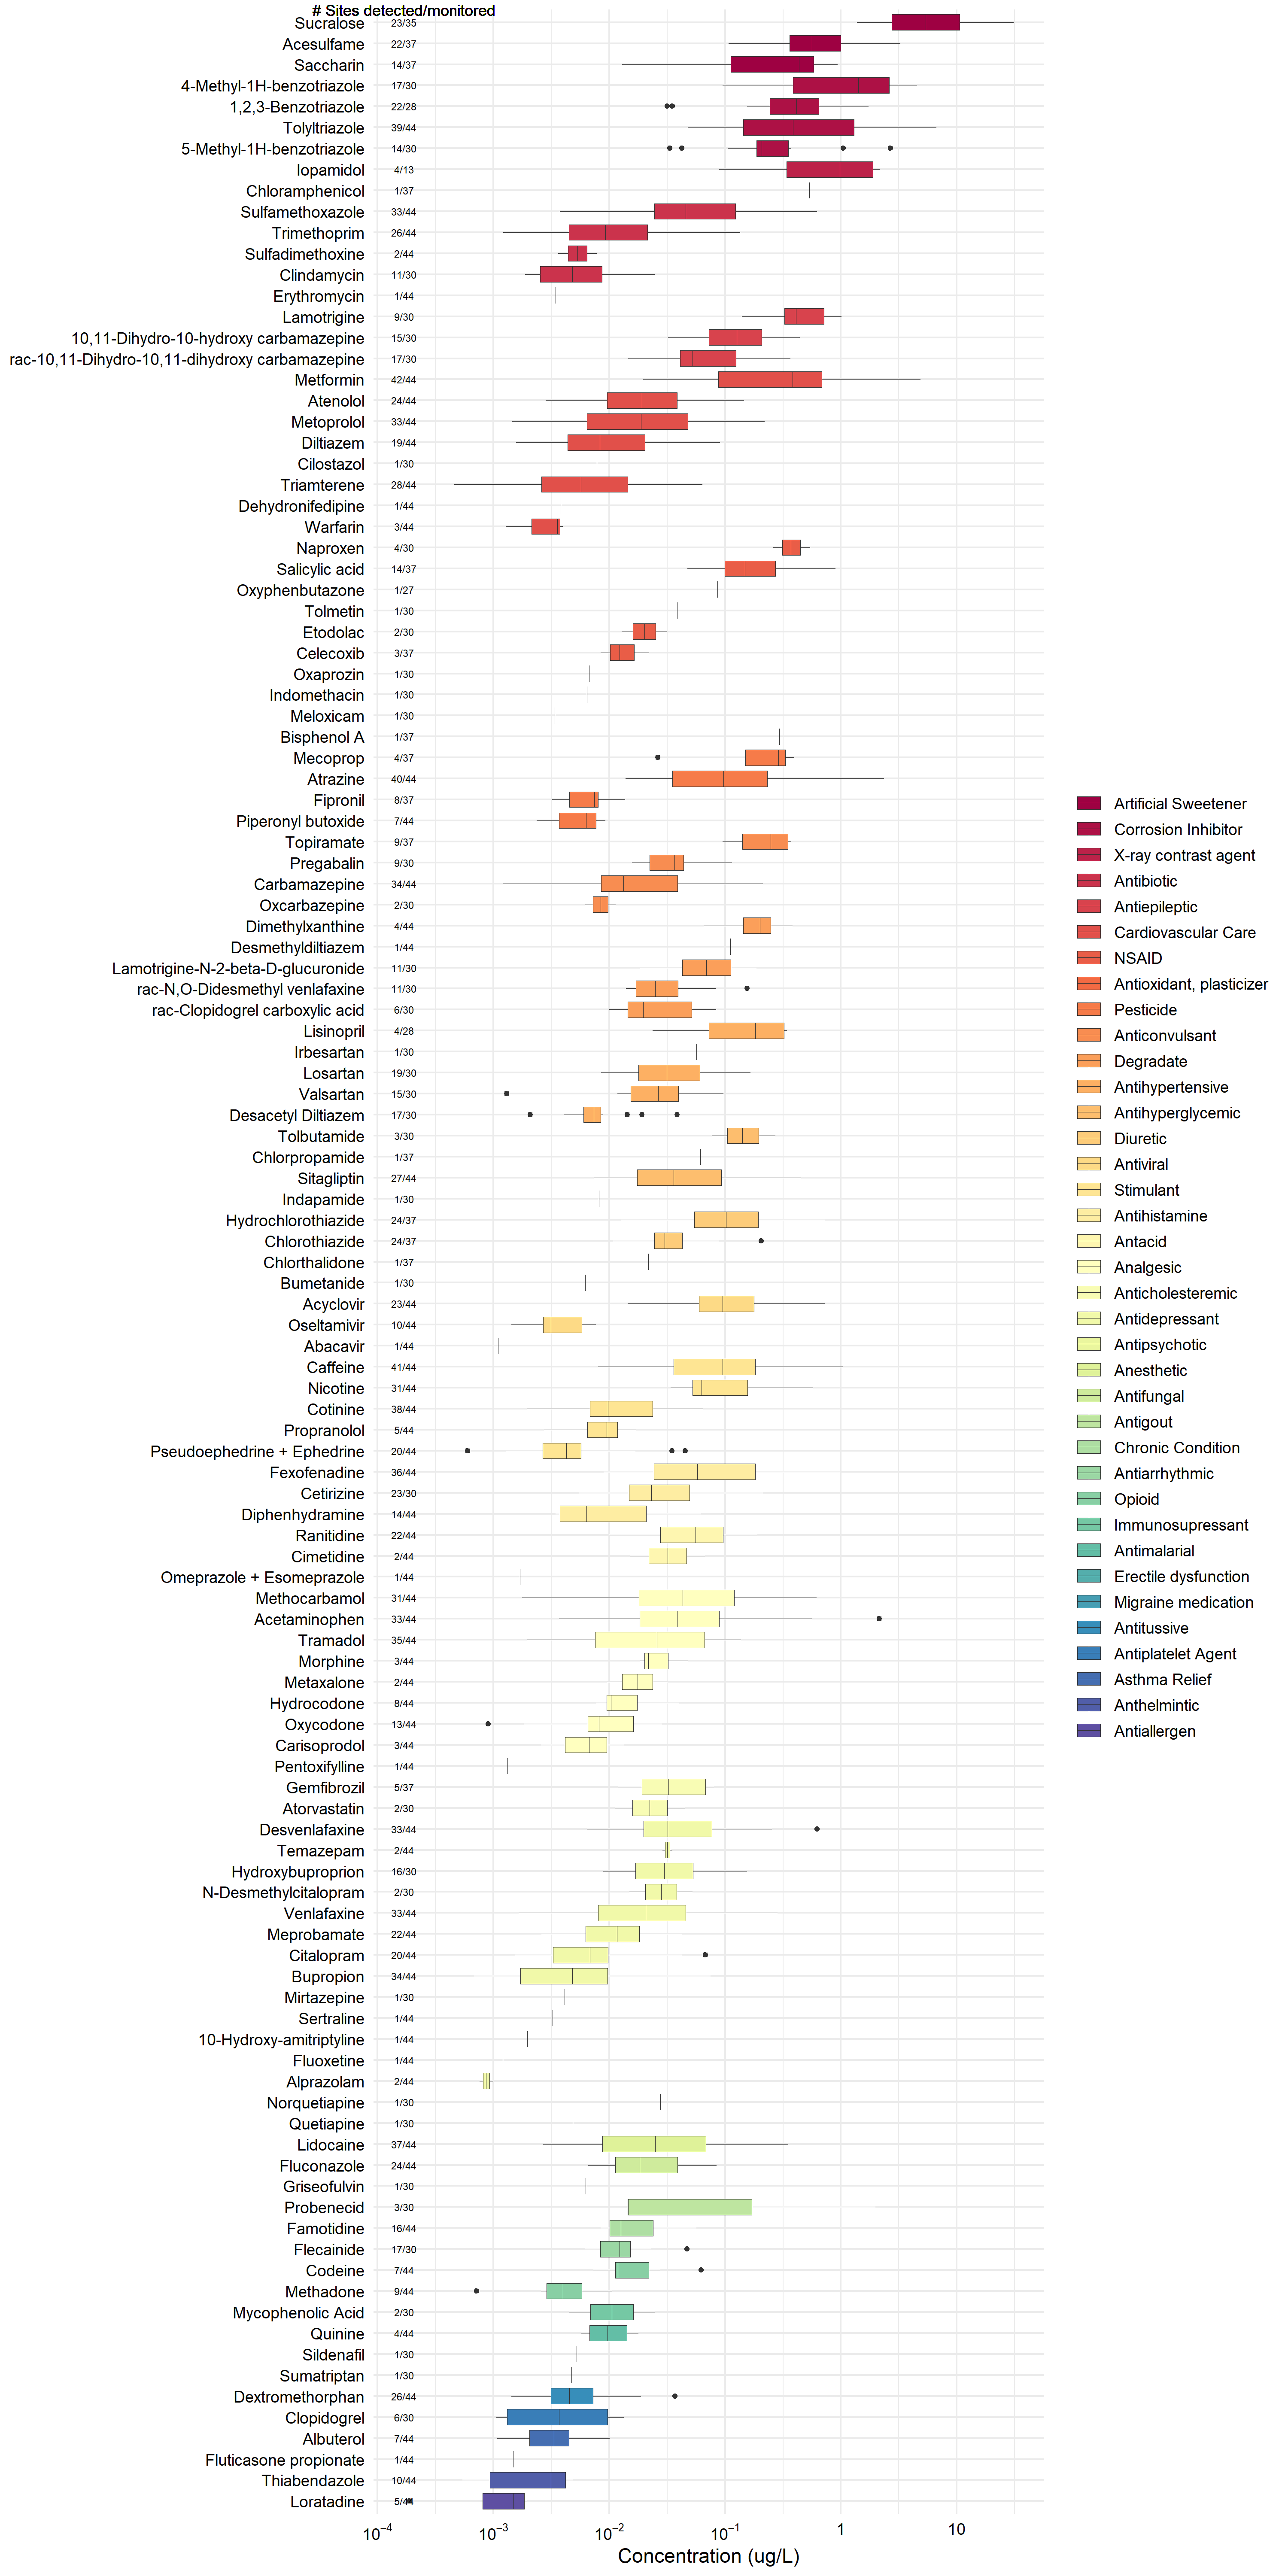 # Sites detected/monitored
Sucralose 23/35
Acesulfame 22/37
Saccharin 14/37
4-Methyl-1H-benzotriazole 17/30
1,2,3-Benzotriazole 22/28
Tolyltriazole 39/44
5-Methyl-1H-benzotriazole 14/30
Iopamidol 4/13
Chloramphenicol 1/37
Sulfamethoxazole 33/44
Trimethoprim 26/44
Sulfadimethoxine 2/44
Clindamycin 11/30
Erythromycin 1/44
Lamotrigine 9/30
10,11-Dihydro-10-hydroxy carbamazepine 15/30
rac-10,11-Dihydro-10,11-dihydroxy carbamazepine 17/30
Metformin 42/44
Atenolol 24/44
Metoprolol 33/44
Diltiazem 19/44
Cilostazol 1/30
Triamterene 28/44
Dehydronifedipine 1/44
Warfarin 3/44
Naproxen 4/30
Salicylic acid 14/37
Oxyphenbutazone 1/27
Tolmetin 1/30
Etodolac 2/30
Celecoxib 3/37
Oxaprozin 1/30
Indomethacin 1/30
Meloxicam 1/30
Bisphenol A 1/37
Mecoprop 4/37
Atrazine 40/44
Fipronil 8/37
Piperonyl butoxide 7/44
Topiramate 9/37
Pregabalin 9/30
Carbamazepine 34/44
Oxcarbazepine 2/30
Dimethylxanthine 4/44
Desmethyldiltiazem 1/44
Lamotrigine-N-2-beta-D-glucuronide 11/30
rac-N,O-Didesmethyl venlafaxine 11/30
rac-Clopidogrel carboxylic acid 6/30
Lisinopril 4/28
Irbesartan 1/30
Losartan 19/30
Valsartan 15/30
Desacetyl Diltiazem 17/30
Tolbutamide 3/30
Chlorpropamide 1/37
Sitagliptin 27/44
Indapamide 1/30
Hydrochlorothiazide 24/37
Chlorothiazide 24/37
Chlorthalidone 1/37
Bumetanide 1/30
Acyclovir 23/44
Oseltamivir 10/44
Abacavir 1/44
Caffeine 41/44
Nicotine 31/44
Cotinine 38/44
Propranolol 5/44
Pseudoephedrine + Ephedrine 20/44
Fexofenadine 36/44
Cetirizine 23/30
Diphenhydramine 14/44
Ranitidine 22/44
Cimetidine 2/44
Omeprazole + Esomeprazole 1/44
Methocarbamol 31/44
Acetaminophen 33/44
Tramadol 35/44
Morphine 3/44
Metaxalone 2/44
Hydrocodone 8/44
Oxycodone 13/44
Carisoprodol 3/44
Pentoxifylline 1/44
Gemfibrozil 5/37
Atorvastatin 2/30
Desvenlafaxine 33/44
Temazepam 2/44
Hydroxybuproprion 16/30
N-Desmethylcitalopram 2/30
Venlafaxine 33/44
Meprobamate 22/44
Citalopram 20/44
Bupropion 34/44
Mirtazepine 1/30
Sertraline 1/44
10-Hydroxy-amitriptyline 1/44
Fluoxetine 1/44
Alprazolam 2/44
Norquetiapine 1/30
Quetiapine 1/30
Lidocaine 37/44
Fluconazole 24/44
Griseofulvin 1/30
Probenecid 3/30
Famotidine 16/44
Flecainide 17/30
Codeine 7/44
Methadone 9/44
Mycophenolic Acid 2/30
Quinine 4/44
Sildenafil 1/30
Sumatriptan 1/30
Dextromethorphan 26/44
Clopidogrel 6/30
Albuterol 7/44
Fluticasone propionate 1/44
Thiabendazole 10/44
Loratadine 5/44
10⁻⁴ 10⁻³ 10⁻² 10⁻¹ 1 10
Concentration (ug/L)
Artificial Sweetener
Corrosion Inhibitor
X-ray contrast agent
Antibiotic
Antiepileptic
Cardiovascular Care
NSAID
Antioxidant, plasticizer
Pesticide
Anticonvulsant
Degradate
Antihypertensive
Antihyperglycemic
Diuretic
Antiviral
Stimulant
Antihistamine
Antacid
Analgesic
Anticholesteremic
Antidepressant
Antipsychotic
Anesthetic
Antifungal
Antigout
Chronic Condition
Antiarrhythmic
Opioid
Immunosupressant
Antimalarial
Erectile dysfunction
Migraine medication
Antitussive
Antiplatelet Agent
Asthma Relief
Anthelmintic
Antiallergen